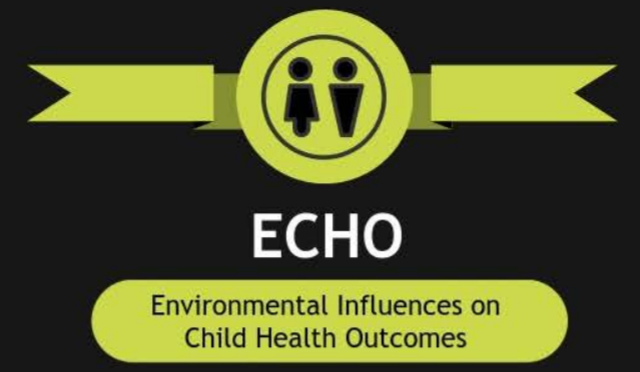 ECHO
Environmental Influences on
Child Health Outcomes